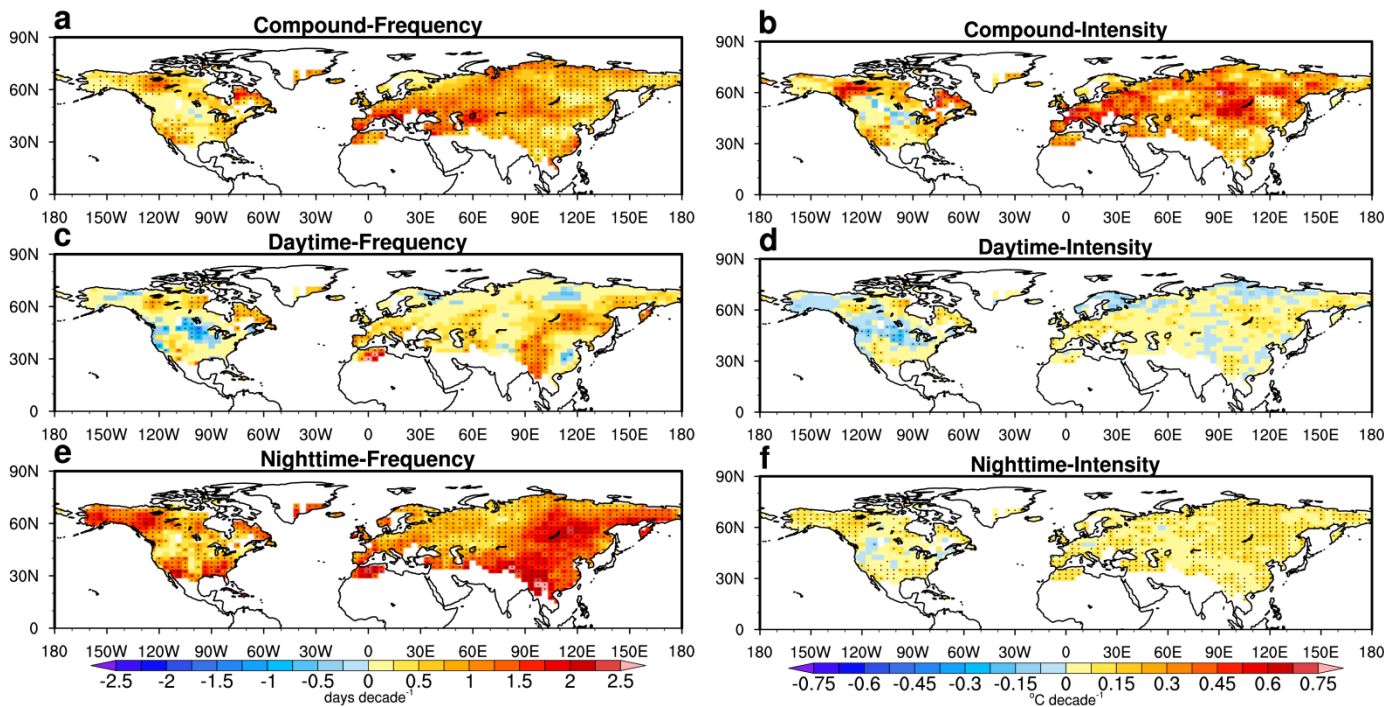 a
Compound-Frequency
90N
60N
30N
0
180 150W 120W 90W 60W 30W 0 30E 60E 90E 120E 150E 180
b
Compound-Intensity
90N
60N
30N
0
180 150W 120W 90W 60W 30W 0 30E 60E 90E 120E 150E 180
c
Daytime-Frequency
90N
60N
30N
0
180 150W 120W 90W 60W 30W 0 30E 60E 90E 120E 150E 180
d
Daytime-Intensity
90N
60N
30N
0
180 150W 120W 90W 60W 30W 0 30E 60E 90E 120E 150E 180
e
Nighttime-Frequency
90N
60N
30N
0
180 150W 120W 90W 60W 30W 0 30E 60E 90E 120E 150E 180
-2.5 -2 -1.5 -1 -0.5 0 0.5 1 1.5 2 2.5
days decade⁻¹
f
Nighttime-Intensity
90N
60N
30N
0
180 150W 120W 90W 60W 30W 0 30E 60E 90E 120E 150E 180
-0.75 -0.6 -0.45 -0.3 -0.15 0 0.15 0.3 0.45 0.6 0.75
°C decade⁻¹